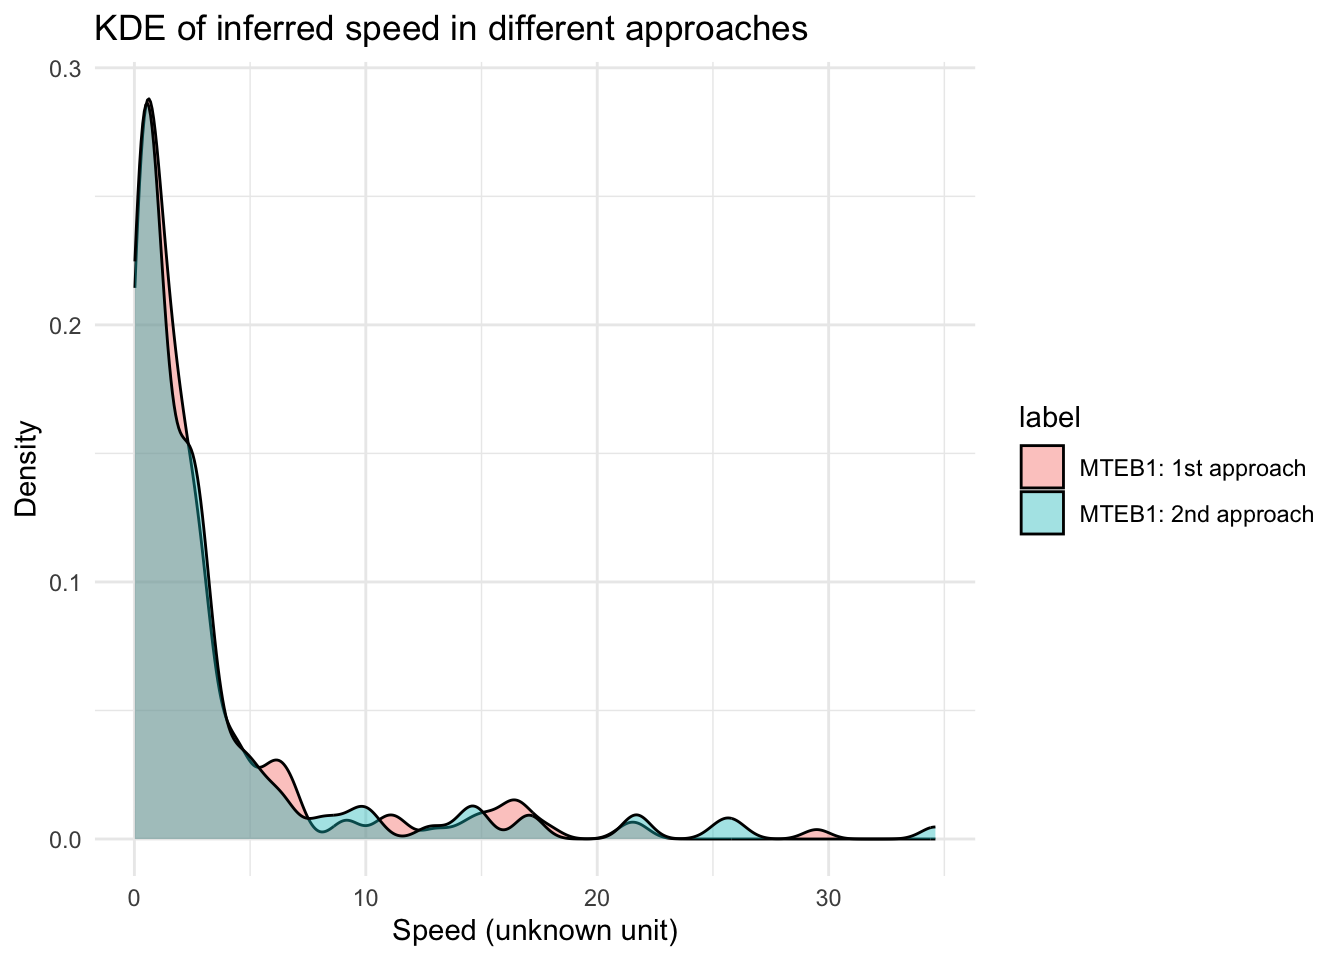 KDE of inferred speed in different approaches
0.3
0.2
0.1
0.0
Density
0 10 20 30
Speed (unknown unit)
label
MTEB1: 1st approach
MTEB1: 2nd approach